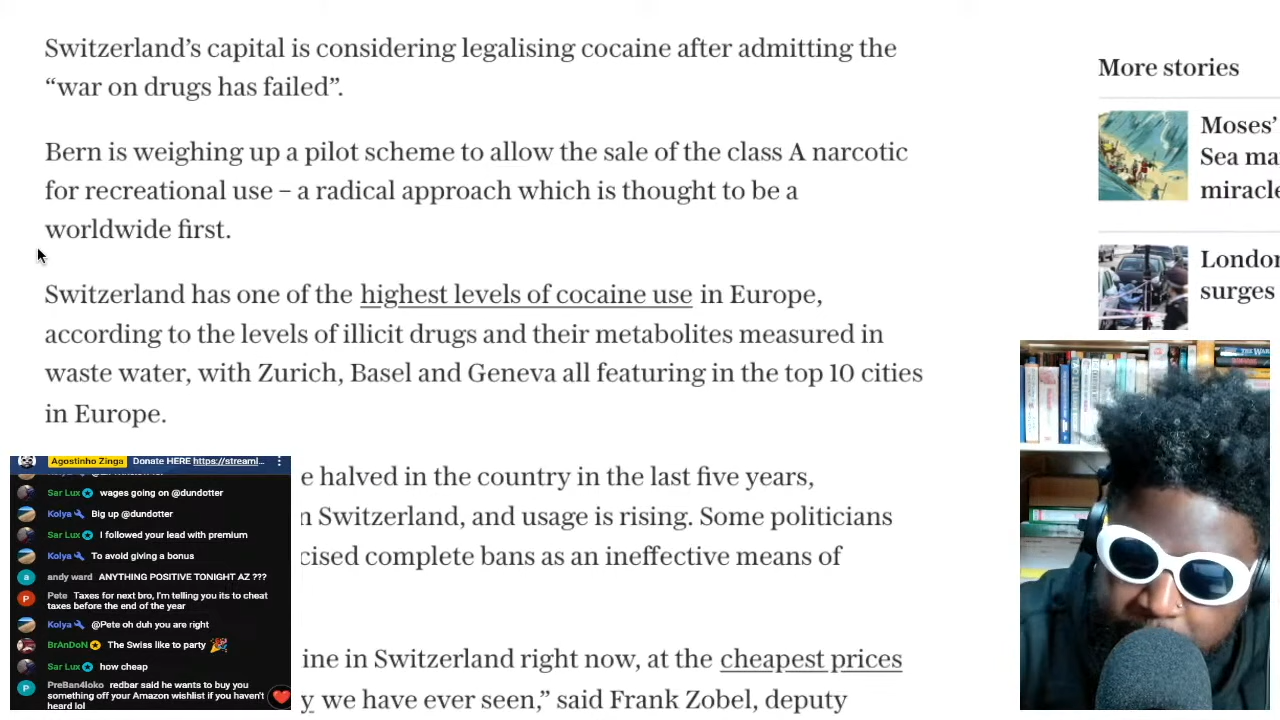 Switzerland’s capital is considering legalising cocaine after admitting the
“war on drugs has failed”.
Bern is weighing up a pilot scheme to allow the sale of the class A narcotic
for recreational use – a radical approach which is thought to be a
worldwide first.
Switzerland has one of the highest levels of cocaine use in Europe,
according to the levels of illicit drugs and their metabolites measured in
waste water, with Zurich, Basel and Geneva all featuring in the top 10 cities
in Europe.
e halved in the country in the last five years,
n Switzerland, and usage is rising. Some politicians
cised complete bans as an ineffective means of
ine in Switzerland right now, at the cheapest prices
y we have ever seen,” said Frank Zobel, deputy
More stories
Moses’
Sea ma
miracle
London
surges
Agostinho Zinga Donate HERE https://streaml...
Sar Lux wages going on @dundotter
Kolya Big up @dundotter
Sar Lux I followed your lead with premium
Kolya To avoid giving a bonus
andy ward ANYTHING POSITIVE TONIGHT AZ ???
Pete Taxes for next bro, I'm telling you its to cheat
taxes before the end of the year
Kolya @Pete oh duh you are right
BrAnDoN The Swiss like to party
Sar Lux how cheap
PreBan4loko redbar said he wants to buy you
something off your Amazon wishlist if you haven't
heard lol